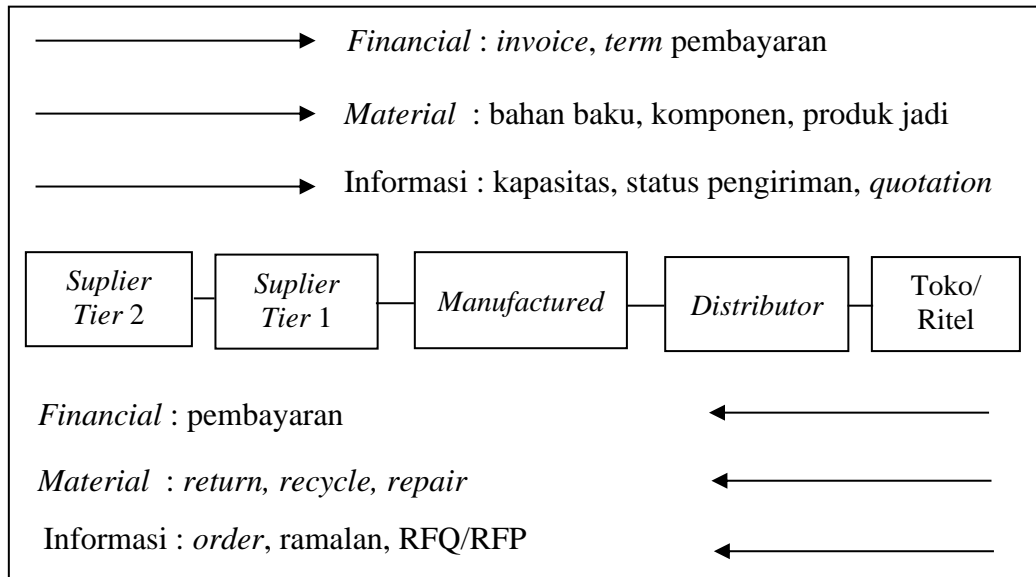 Financial : invoice, term pembayaran
Material : bahan baku, komponen, produk jadi
Informasi : kapasitas, status pengiriman, quotation
Suplier
Tier 2
Suplier
Tier 1
Manufactured
Distributor
Toko/
Ritel
Financial : pembayaran
Material : return, recycle, repair
Informasi : order, ramalan, RFQ/RFP